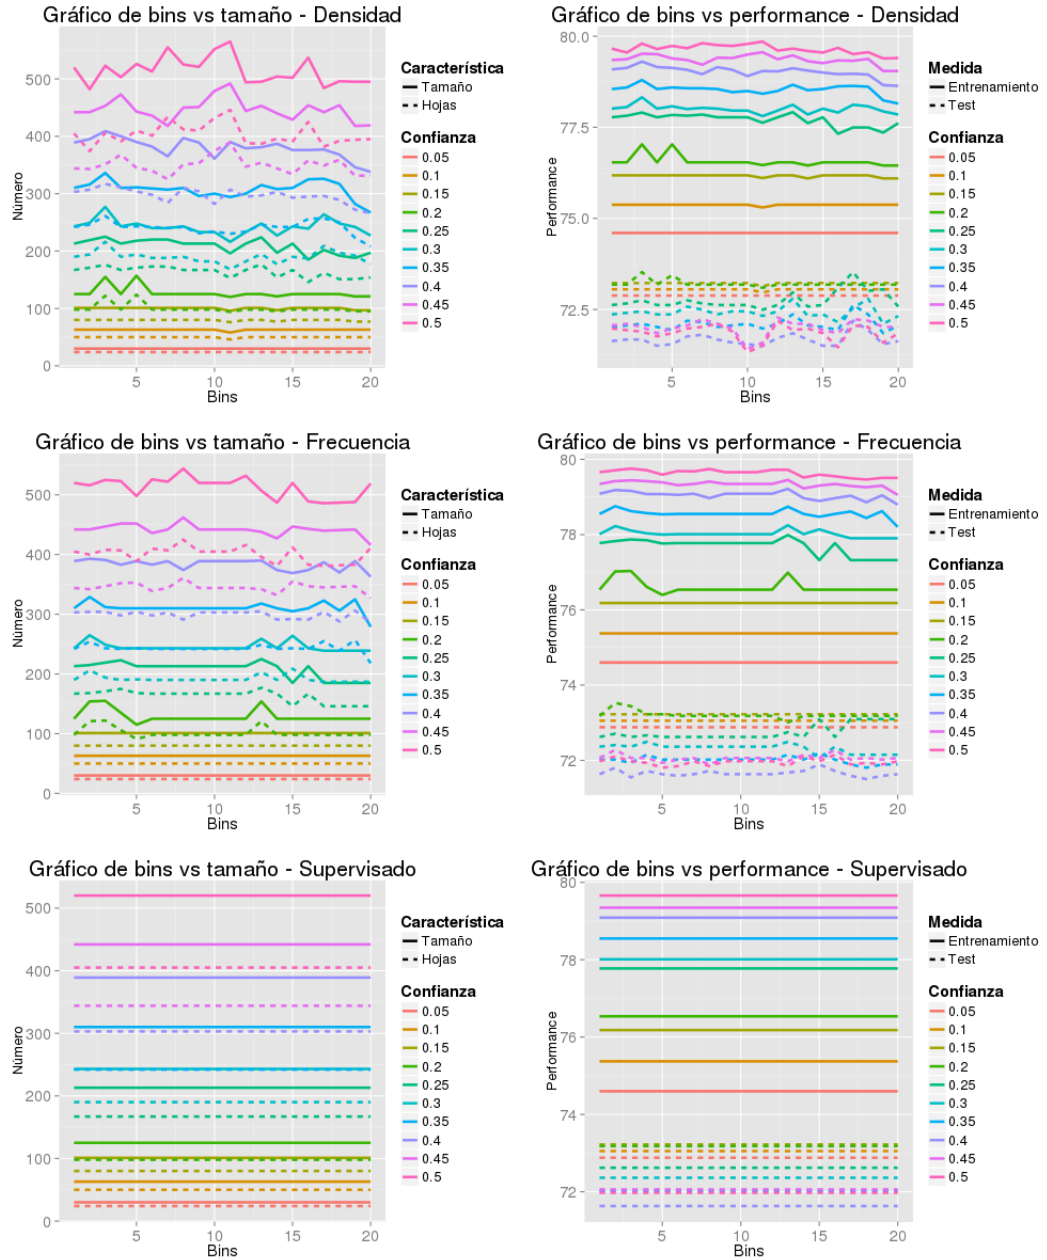 Gráfico de bins vs tamaño - Densidad
Número
500
400
300
200
100
0
5
10
15
20
Bins
Característica
Tamaño
Hojas
Confianza
0.05
0.1
0.15
0.2
0.25
0.3
0.35
0.4
0.45
0.5
Gráfico de bins vs performance - Densidad
Performance
80.0
77.5
75.0
72.5
5
10
15
20
Bins
Medida
Entrenamiento
Test
Confianza
0.05
0.1
0.15
0.2
0.25
0.3
0.35
0.4
0.45
0.5
Gráfico de bins vs tamaño - Frecuencia
Número
500
400
300
200
100
0
5
10
15
20
Bins
Característica
Tamaño
Hojas
Confianza
0.05
0.1
0.15
0.2
0.25
0.3
0.35
0.4
0.45
0.5
Gráfico de bins vs performance - Frecuencia
Performance
80
78
76
74
72
5
10
15
20
Bins
Medida
Entrenamiento
Test
Confianza
0.05
0.1
0.15
0.2
0.25
0.3
0.35
0.4
0.45
0.5
Gráfico de bins vs tamaño - Supervisado
Número
500
400
300
200
100
0
5
10
15
20
Bins
Característica
Tamaño
Hojas
Confianza
0.05
0.1
0.15
0.2
0.25
0.3
0.35
0.4
0.45
0.5
Gráfico de bins vs performance - Supervisado
Performance
80
78
76
74
72
5
10
15
20
Bins
Medida
Entrenamiento
Test
Confianza
0.05
0.1
0.15
0.2
0.25
0.3
0.35
0.4
0.45
0.5